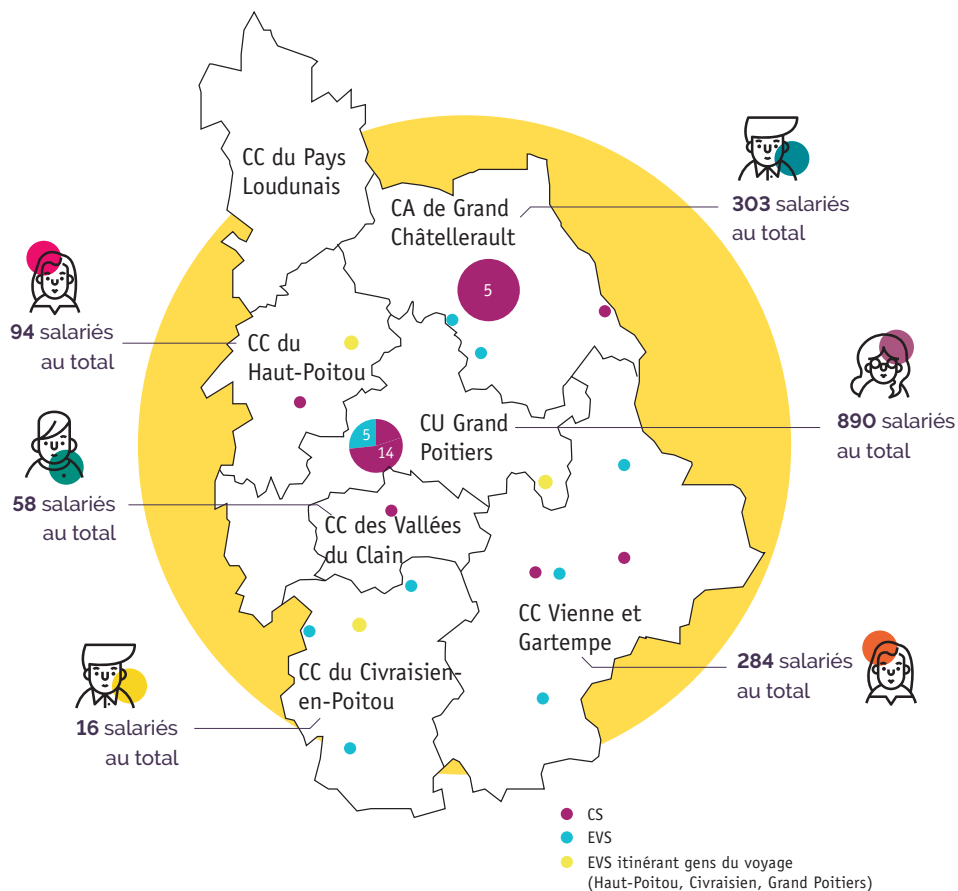 CC du Pays
Loudunais
CA de Grand
Châtellerault
303 salariés
au total
5
94 salariés
au total
CC du
Haut-Poitou
CU Grand
Poitiers
890 salariés
au total
5
14
58 salariés
au total
CC des Vallées
du Clain
CC Vienne et
Gartempe
284 salariés
au total
CC du Civraisien-
en-Poitou
16 salariés
au total
CS
EVS
EVS itinérant gens du voyage
(Haut-Poitou, Civraisien, Grand Poitiers)